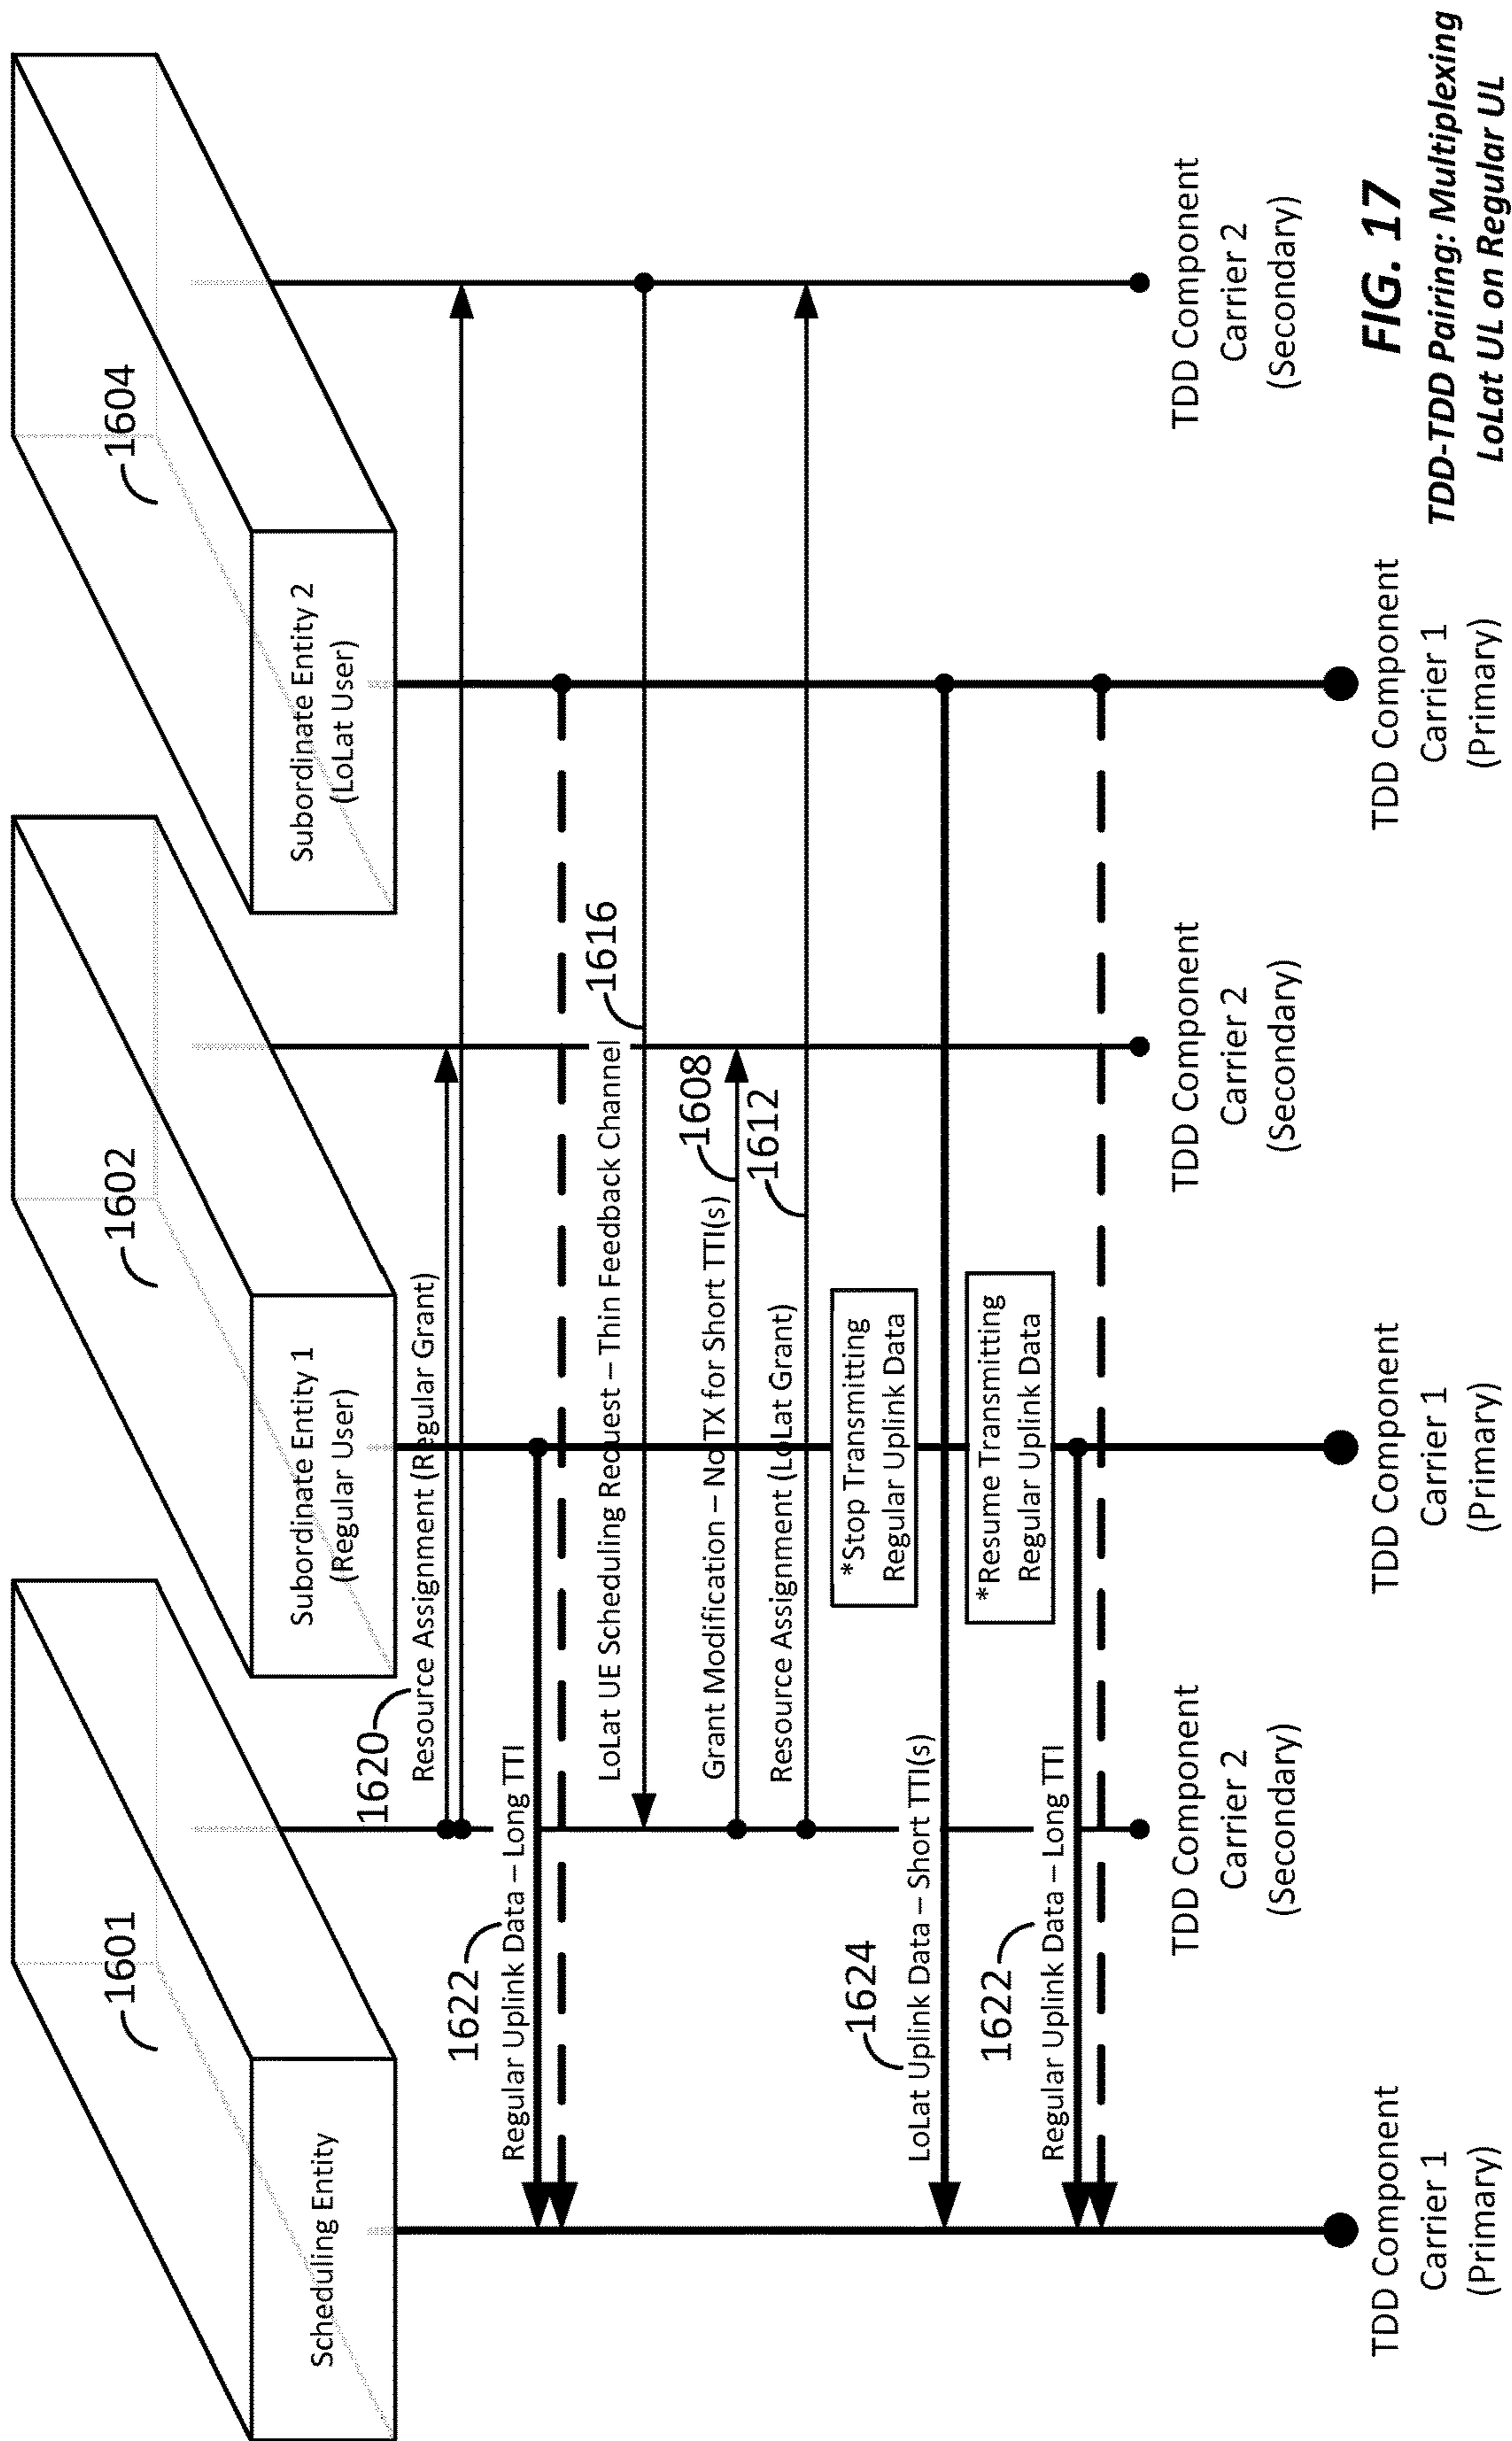 1601
1602
1604
Scheduling Entity
Subordinate Entity 1
(Regular User)
Subordinate Entity 2
(LoLat User)
1620
Resource Assignment (Regular Grant)
1622
Regular Uplink Data – Long TTI
1616
LoLat UE Scheduling Request – Thin Feedback Channel
1608
Grant Modification – No TX for Short TTI(s)
1612
Resource Assignment (LoLat Grant)
*Stop Transmitting
Regular Uplink Data
1624
LoLat Uplink Data – Short TTI(s)
*Resume Transmitting
Regular Uplink Data
1622
Regular Uplink Data – Long TTI
TDD Component
Carrier 2
(Secondary)
TDD Component
Carrier 2
(Secondary)
TDD Component
Carrier 2
(Secondary)
TDD Component
Carrier 1
(Primary)
TDD Component
Carrier 1
(Primary)
TDD Component
Carrier 1
(Primary)
FIG. 17
TDD-TDD Pairing: Multiplexing
LoLat UL on Regular UL